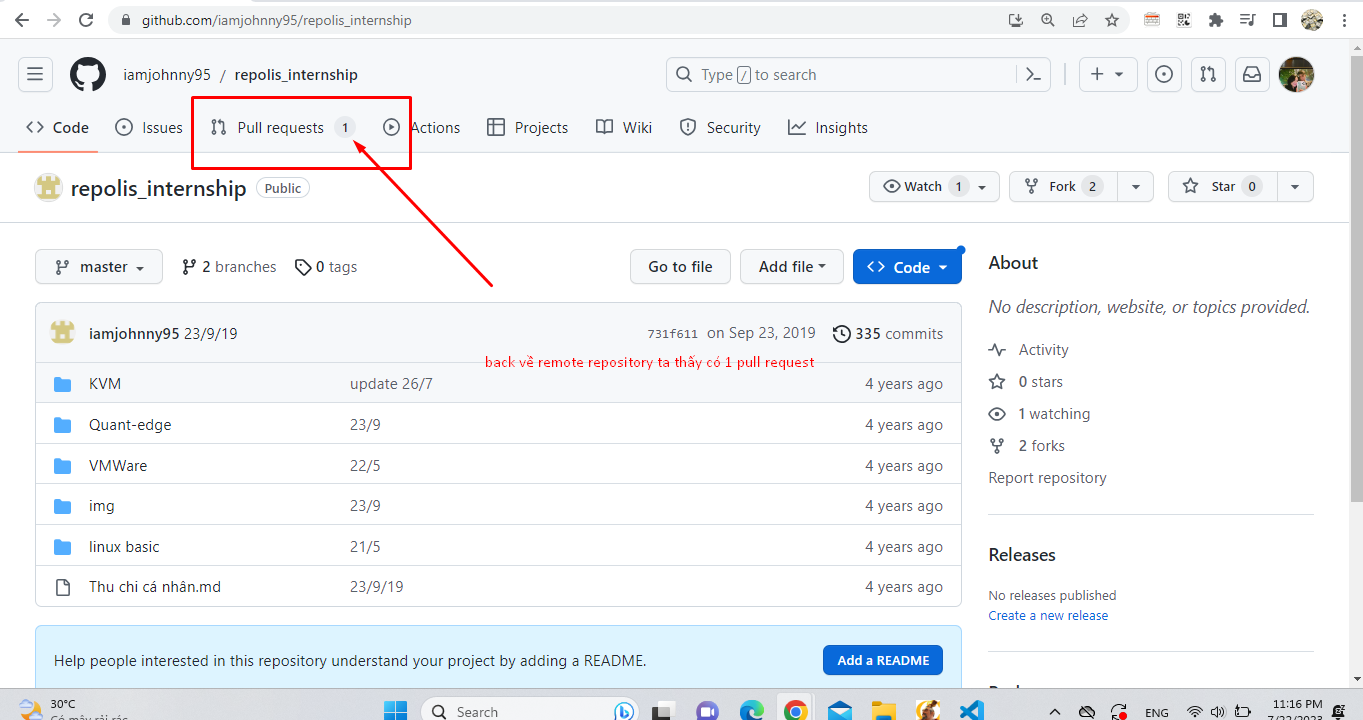 github.com/iamjohnny95/repolis_internship
iamjohnny95 / repolis_internship
Type / to search
Code
Issues
Pull requests 1
Actions
Projects
Wiki
Security
Insights
repolis_internship Public
Watch 1
Fork 2
Star 0
master
2 branches
0 tags
Go to file
Add file
Code
iamjohnny95 23/9/19
731f611 on Sep 23, 2019
335 commits
back về remote repository ta thấy có 1 pull request
KVM update 26/7 4 years ago
Quant-edge 23/9 4 years ago
VMWare 22/5 4 years ago
img 23/9 4 years ago
linux basic 21/5 4 years ago
Thu chi cá nhân.md 23/9/19 4 years ago
Help people interested in this repository understand your project by adding a README.
Add a README
About
No description, website, or topics provided.
Activity
0 stars
1 watching
2 forks
Report repository
Releases
No releases published
Create a new release
30°C
Có mây rải rác
Search
ENG
11:16 PM